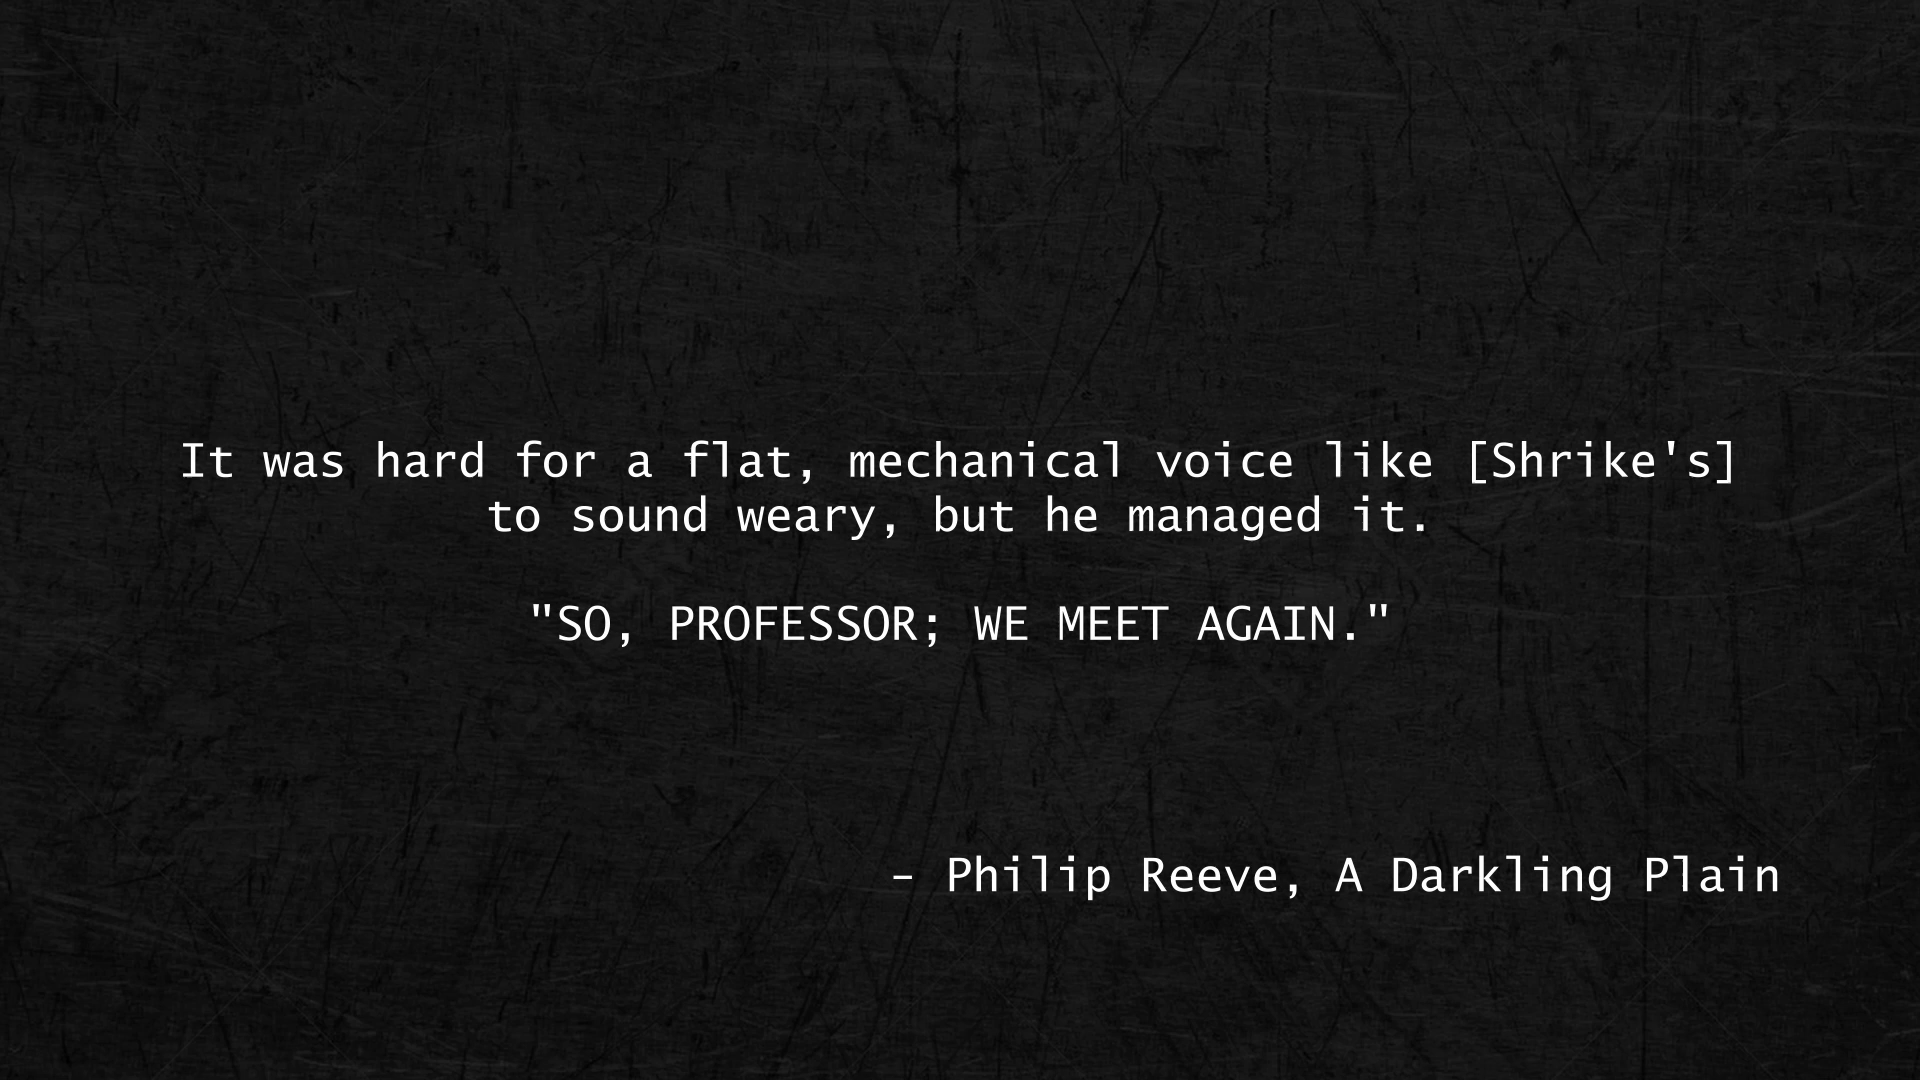 It was hard for a flat, mechanical voice like [Shrike's]
to sound weary, but he managed it.
"SO, PROFESSOR; WE MEET AGAIN."
– Philip Reeve, A Darkling Plain